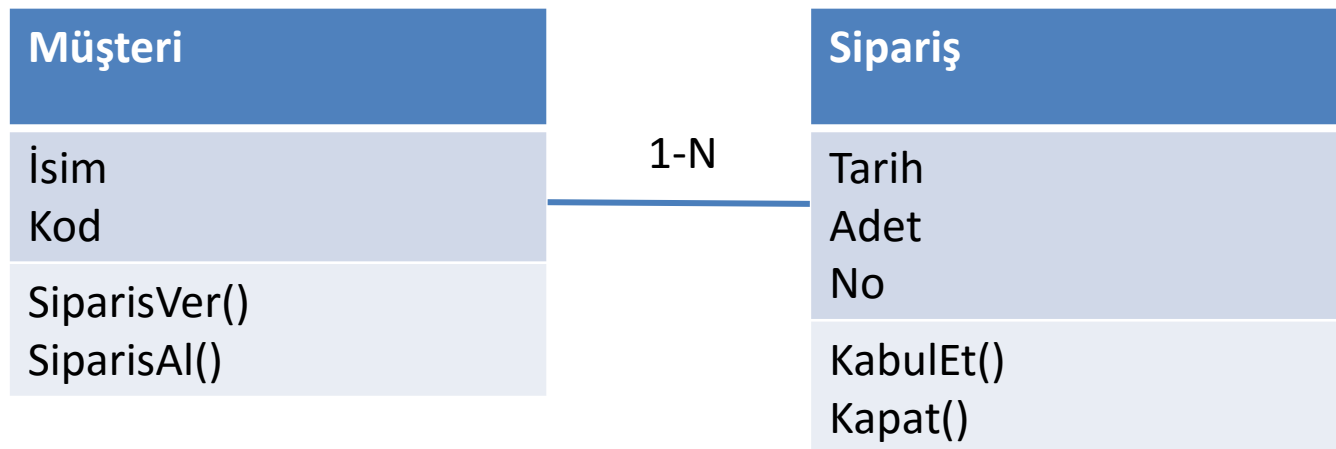 Müşteri
İsim
Kod
SiparisVer()
SiparisAl()
1-N
Sipariş
Tarih
Adet
No
KabulEt()
Kapat()